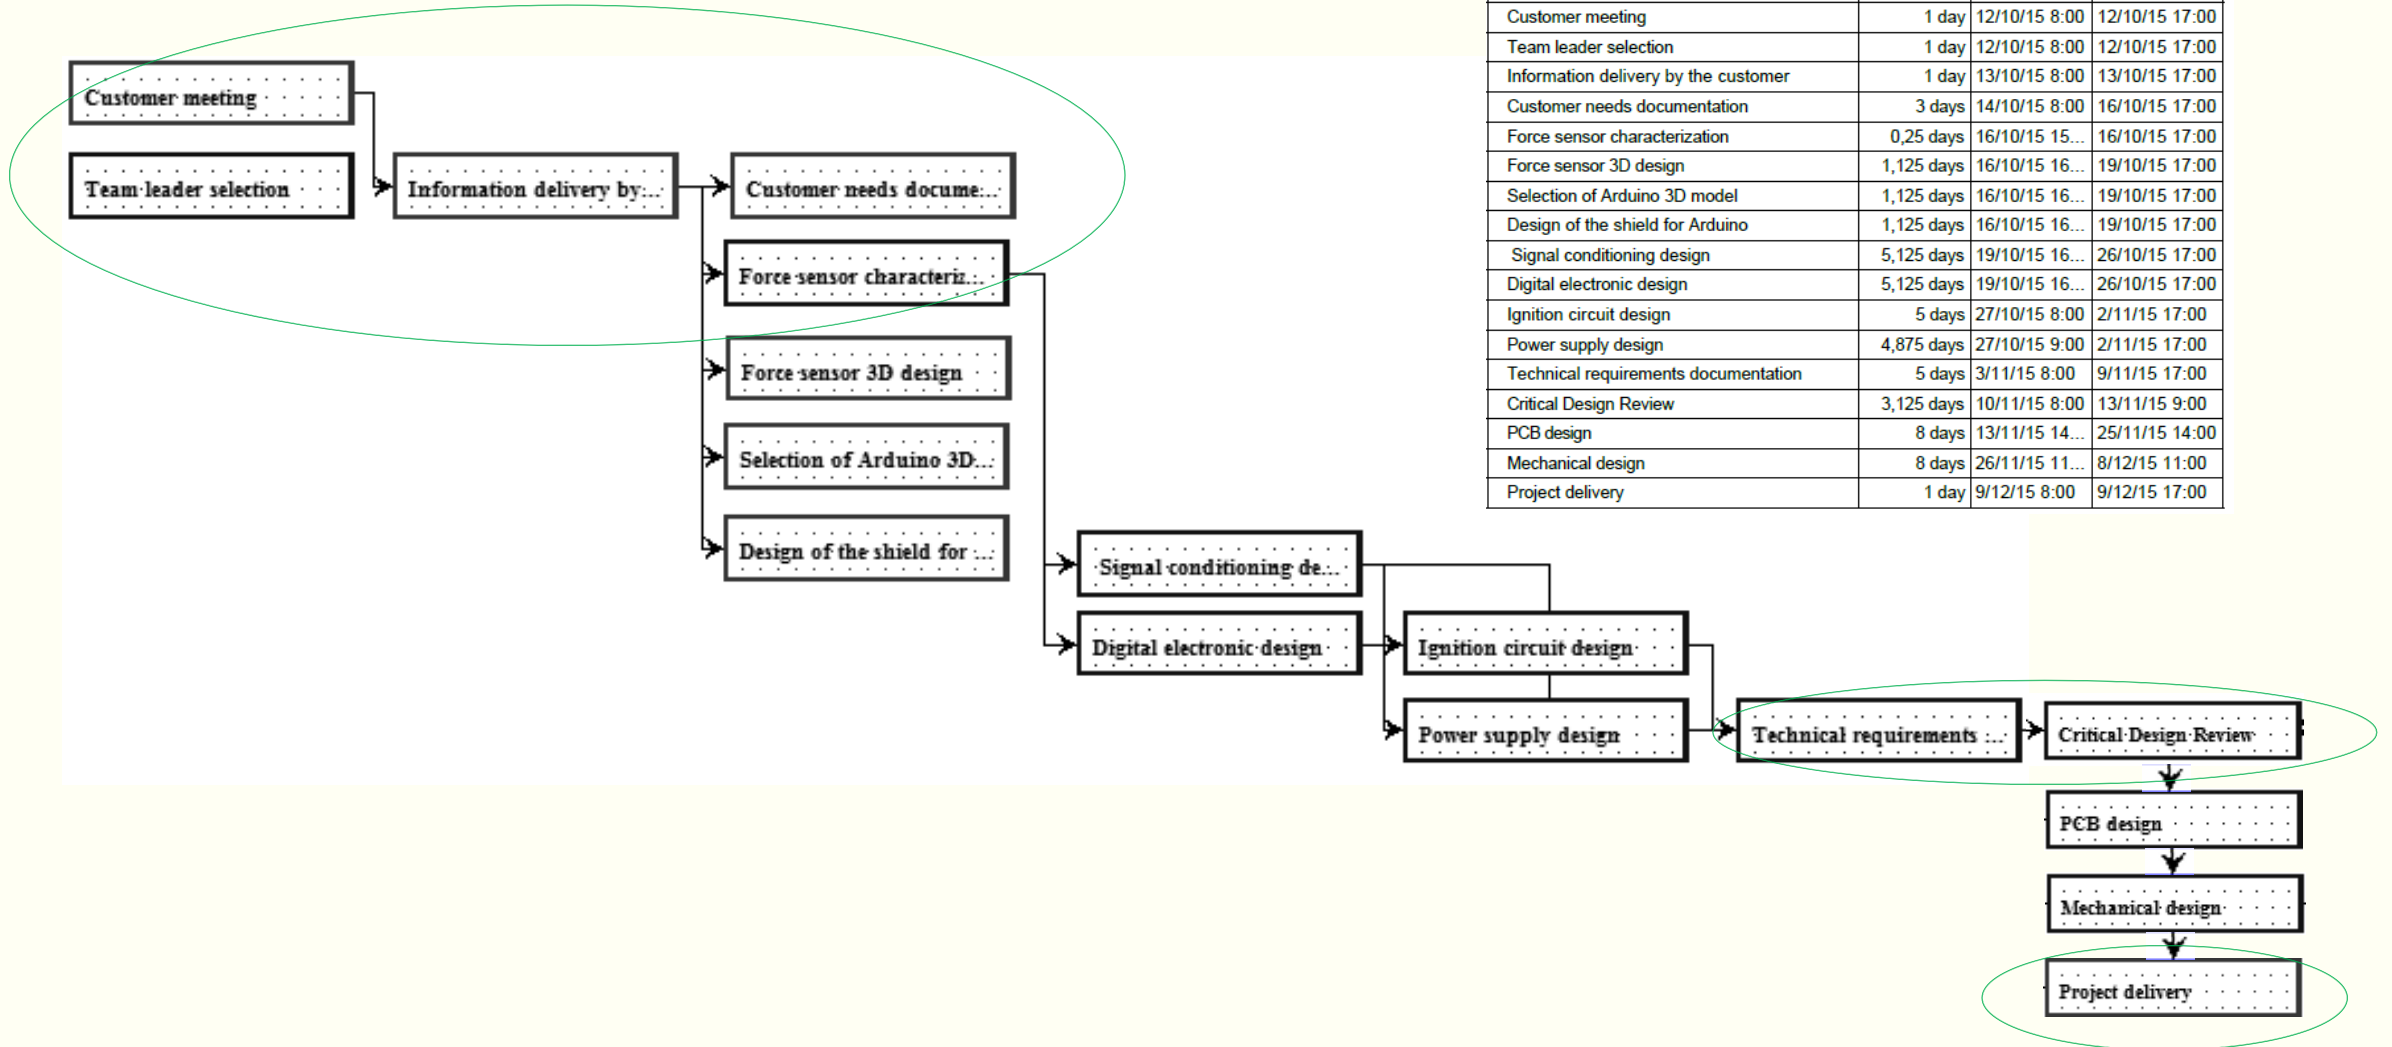 Customer meeting 1 day 12/10/15 8:00 12/10/15 17:00
Team leader selection 1 day 12/10/15 8:00 12/10/15 17:00
Information delivery by the customer 1 day 13/10/15 8:00 13/10/15 17:00
Customer needs documentation 3 days 14/10/15 8:00 16/10/15 17:00
Force sensor characterization 0,25 days 16/10/15 15... 16/10/15 17:00
Force sensor 3D design 1,125 days 16/10/15 16... 19/10/15 17:00
Selection of Arduino 3D model 1,125 days 16/10/15 16... 19/10/15 17:00
Design of the shield for Arduino 1,125 days 16/10/15 16... 19/10/15 17:00
Signal conditioning design 5,125 days 19/10/15 16... 26/10/15 17:00
Digital electronic design 5,125 days 19/10/15 16... 26/10/15 17:00
Ignition circuit design 5 days 27/10/15 8:00 2/11/15 17:00
Power supply design 4,875 days 27/10/15 9:00 2/11/15 17:00
Technical requirements documentation 5 days 3/11/15 8:00 9/11/15 17:00
Critical Design Review 3,125 days 10/11/15 8:00 13/11/15 9:00
PCB design 8 days 13/11/15 14... 25/11/15 14:00
Mechanical design 8 days 26/11/15 11... 8/12/15 11:00
Project delivery 1 day 9/12/15 8:00 9/12/15 17:00
Customer meeting
Team leader selection
Information delivery by...
Customer needs docume...
Force sensor characteriz...
Force sensor 3D design
Selection of Arduino 3D...
Design of the shield for ...
Signal conditioning de...
Digital electronic design
Ignition circuit design
Power supply design
Technical requirements ...
Critical Design Review
PCB design
Mechanical design
Project delivery